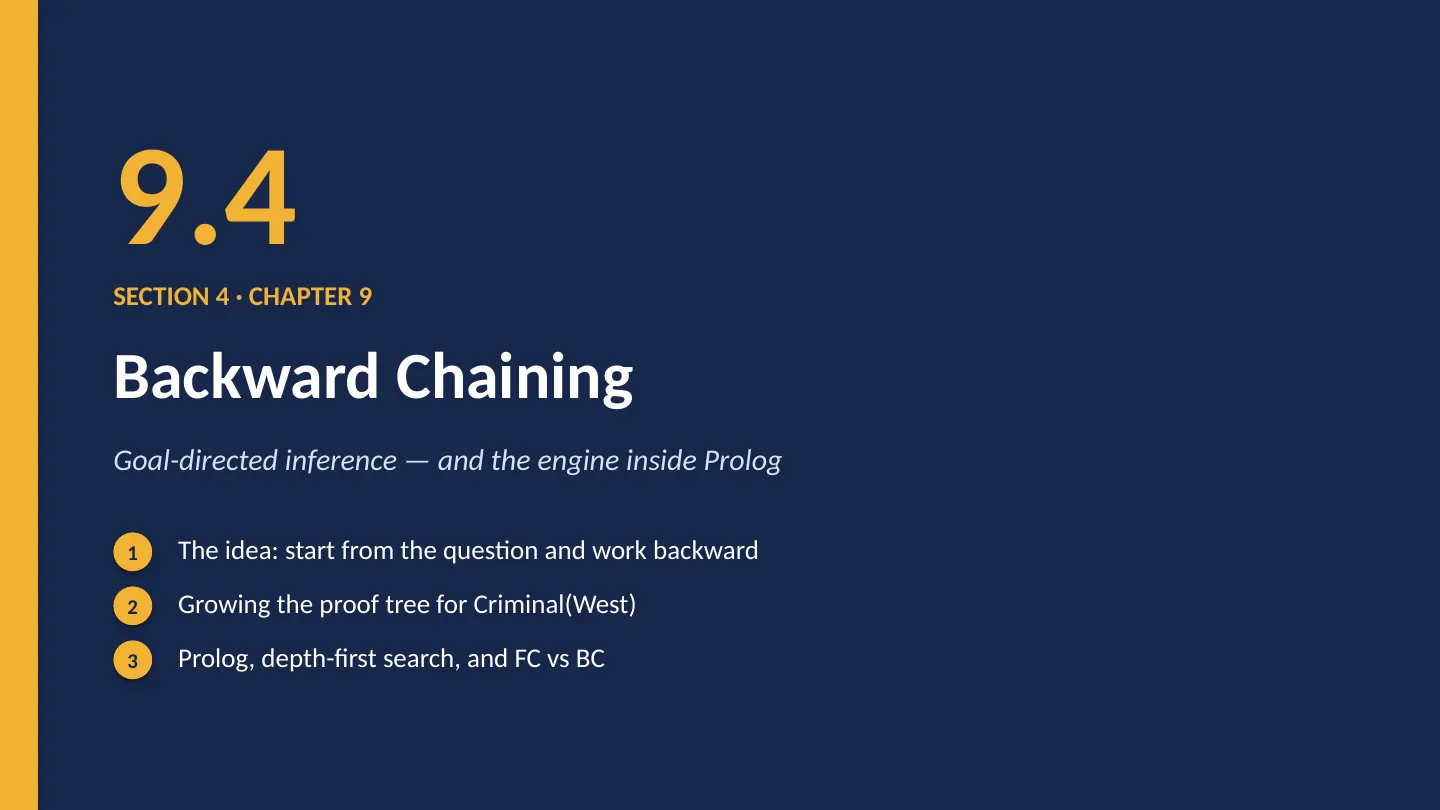 9.4
SECTION 4 · CHAPTER 9
Backward Chaining
Goal-directed inference — and the engine inside Prolog
1 The idea: start from the question and work backward
2 Growing the proof tree for Criminal(West)
3 Prolog, depth-first search, and FC vs BC